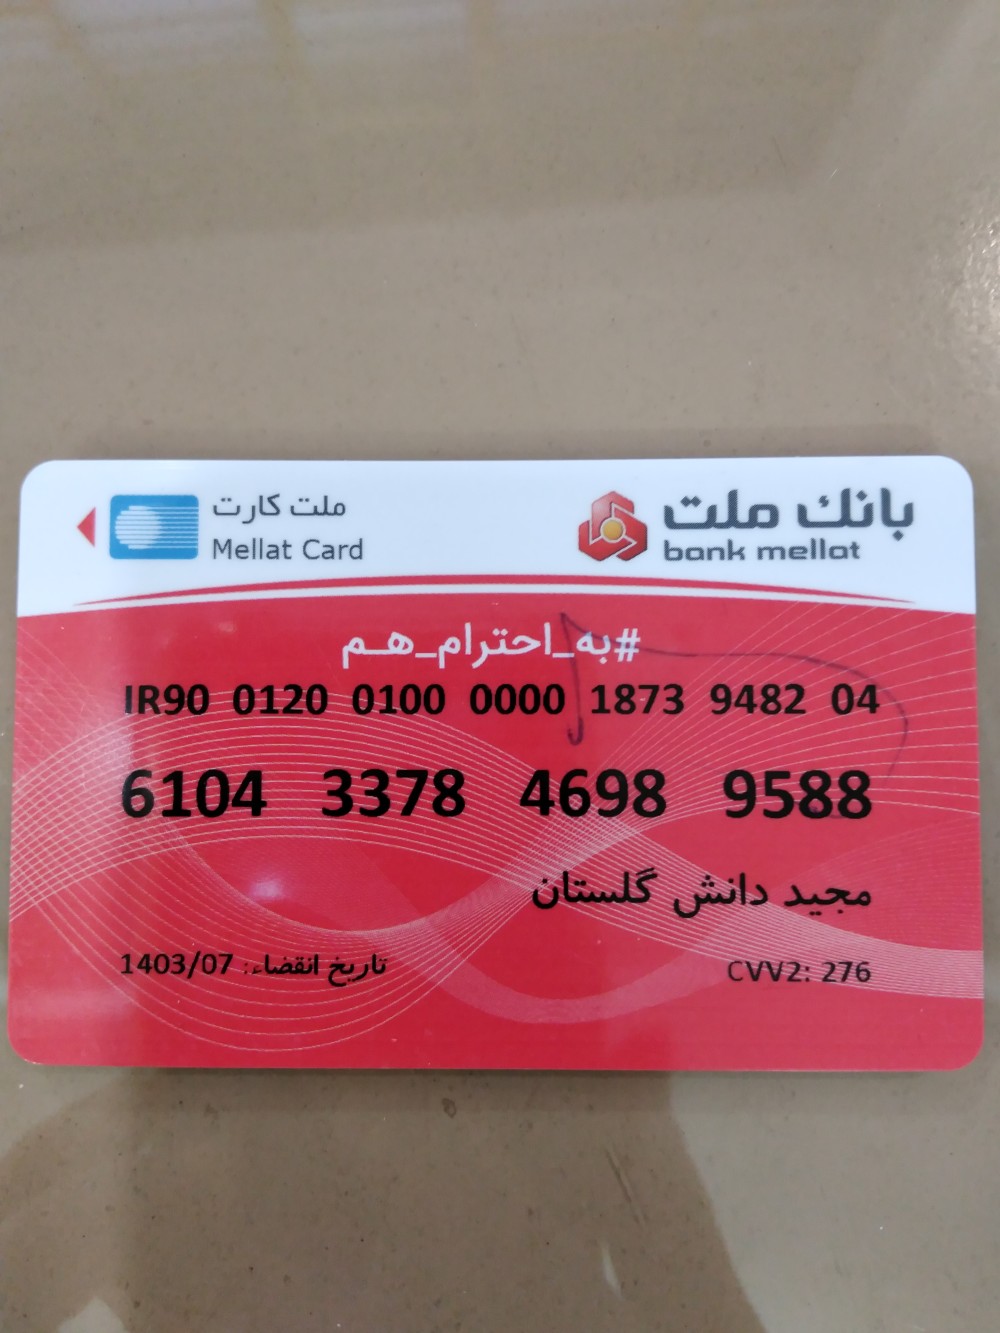 ملت کارت
Mellat Card
بانك ملت
bank mellat
#به_احترام_هم
IR90 0120 0100 0000 1873 9482 04
6104 3378 4698 9588
مجید دانش گلستان
تاریخ انقضاء: 1403/07
CVV2: 276